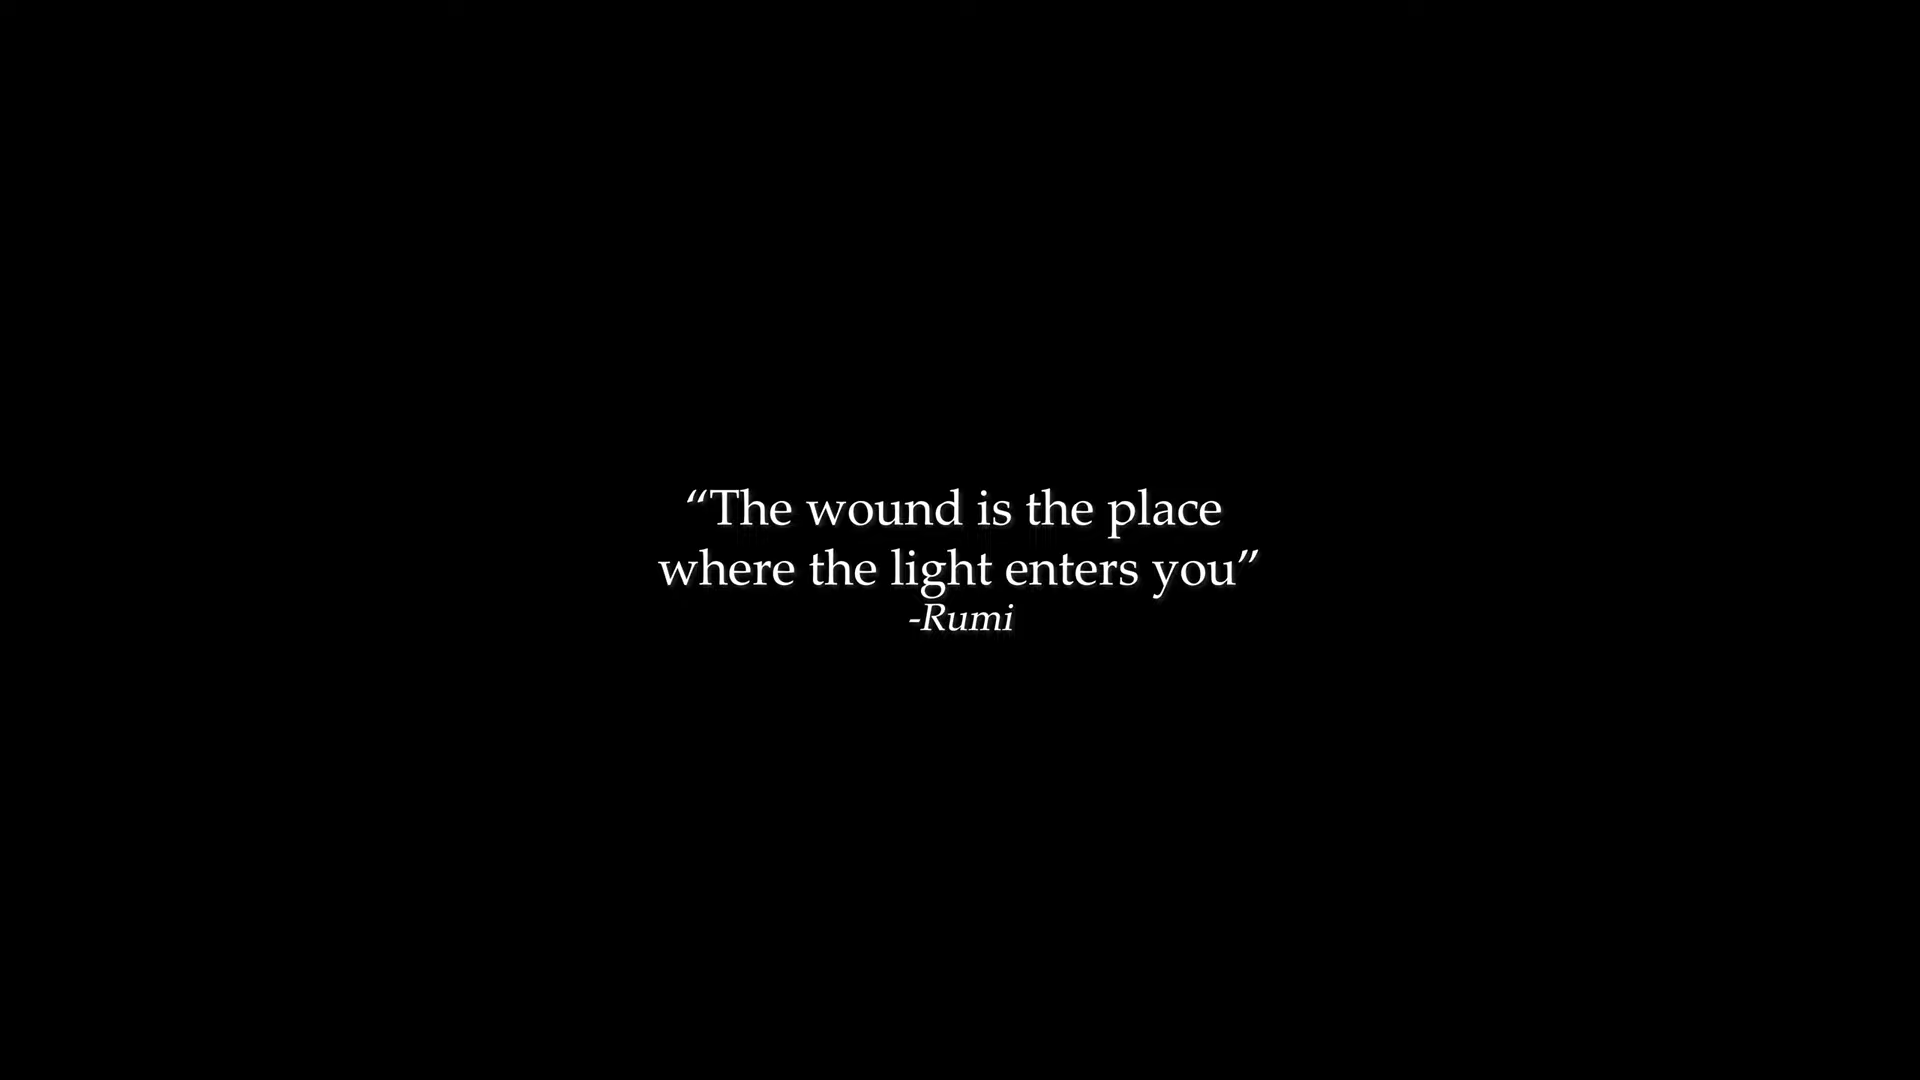 “The wound is the place
where the light enters you”
-Rumi